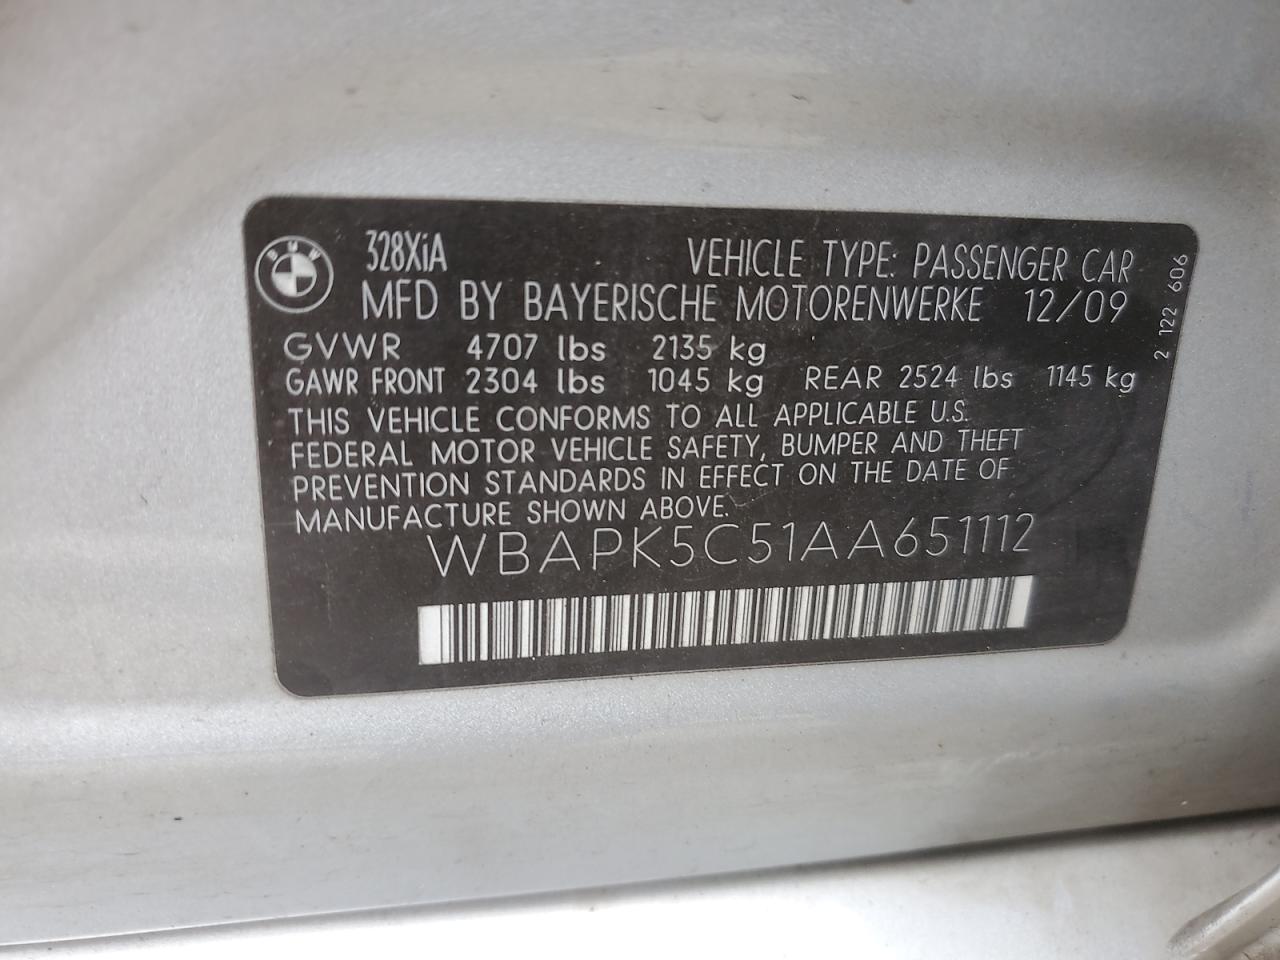 BMW
328XiA
VEHICLE TYPE: PASSENGER CAR
MFD BY BAYERISCHE MOTORENWERKE 12/09
GVWR 4707 lbs 2135 kg
GAWR FRONT 2304 lbs 1045 kg REAR 2524 lbs 1145 kg
THIS VEHICLE CONFORMS TO ALL APPLICABLE U.S.
FEDERAL MOTOR VEHICLE SAFETY, BUMPER AND THEFT
PREVENTION STANDARDS IN EFFECT ON THE DATE OF
MANUFACTURE SHOWN ABOVE.
WBAPK5C51AA651112
2 122 606